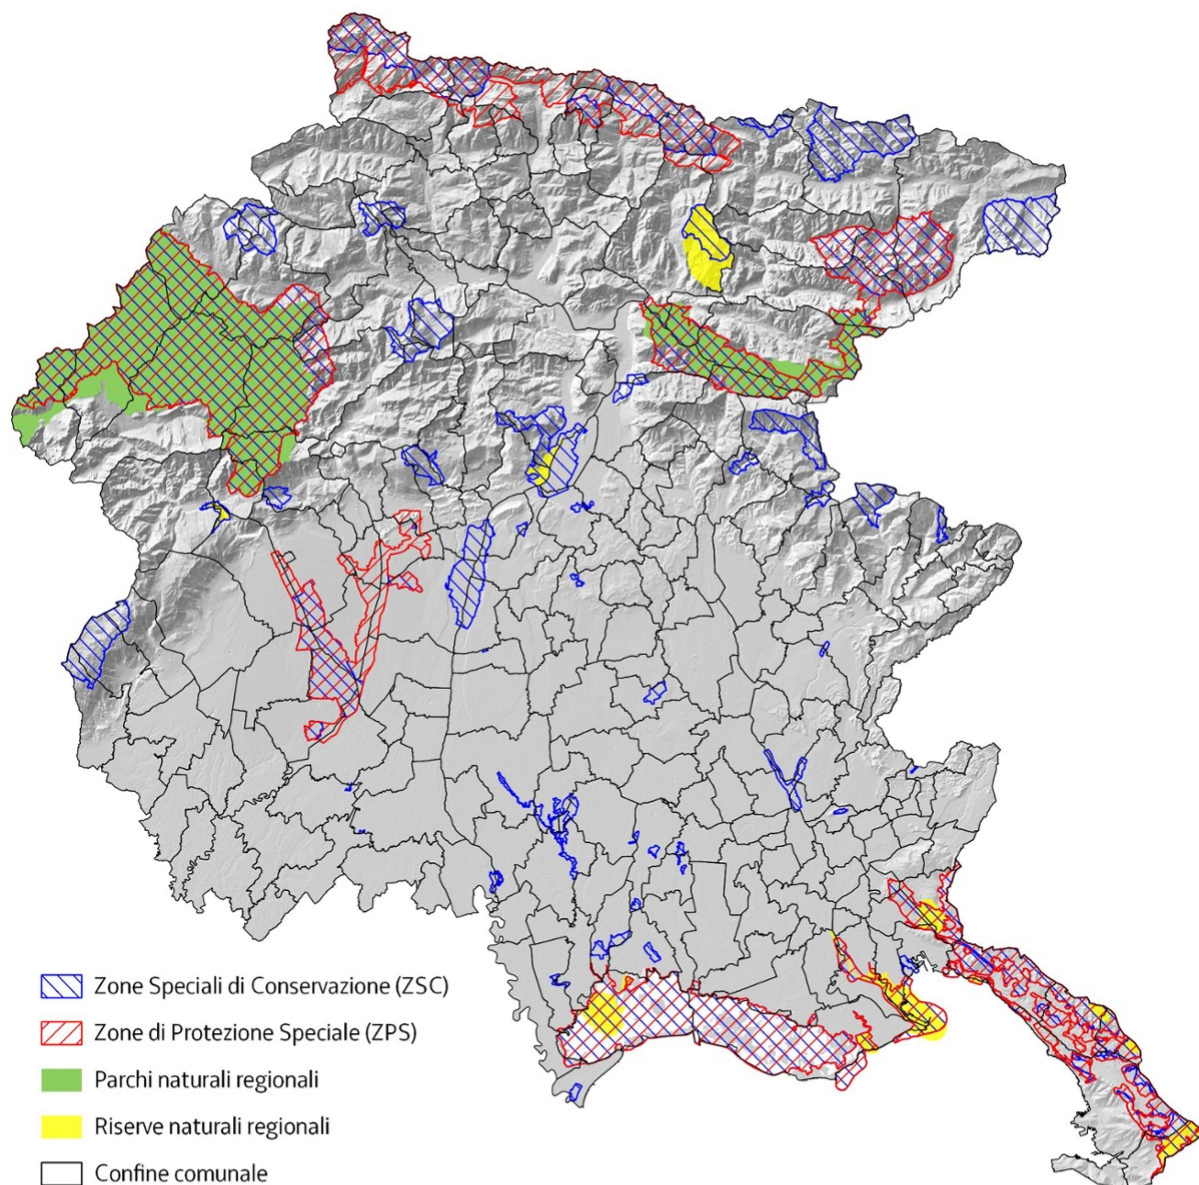 Zone Speciali di Conservazione (ZSC)
Zone di Protezione Speciale (ZPS)
Parchi naturali regionali
Riserve naturali regionali
Confine comunale